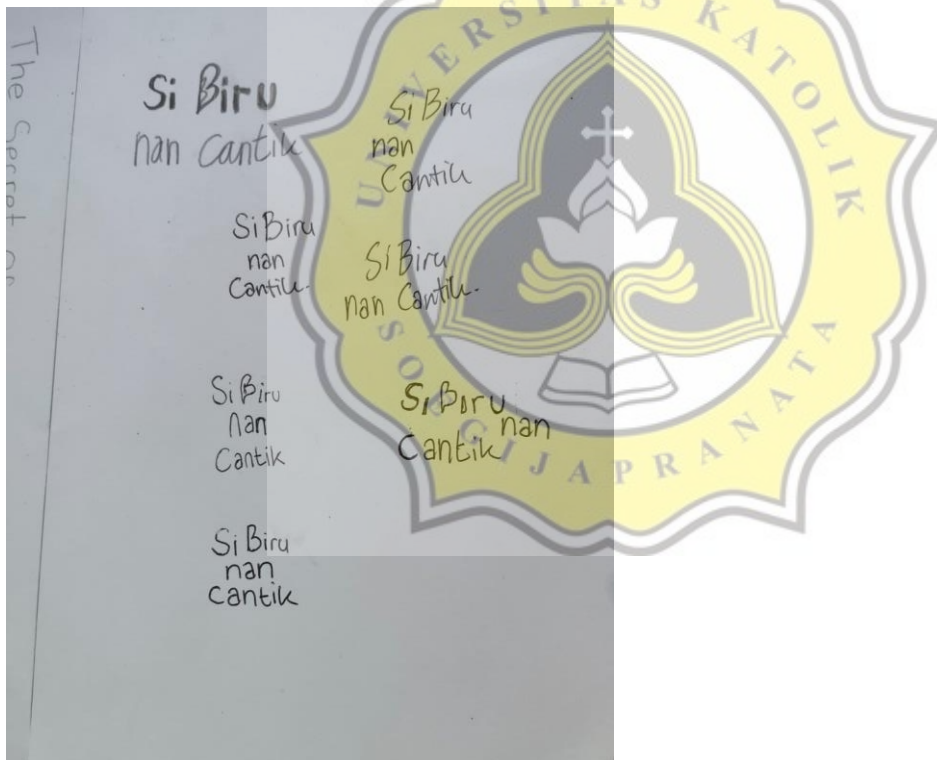 The Secret on
Si Biru
nan Cantik
Si Biru
nan
Cantik
Si Biru
nan
Cantik.
Si Biru
nan Cantik.
Si Biru
nan
Cantik
Si Biru
nan
Cantik
Si Biru
nan
Cantik
UNIVERSITAS KATOLIK
SOEGIJAPRANATA